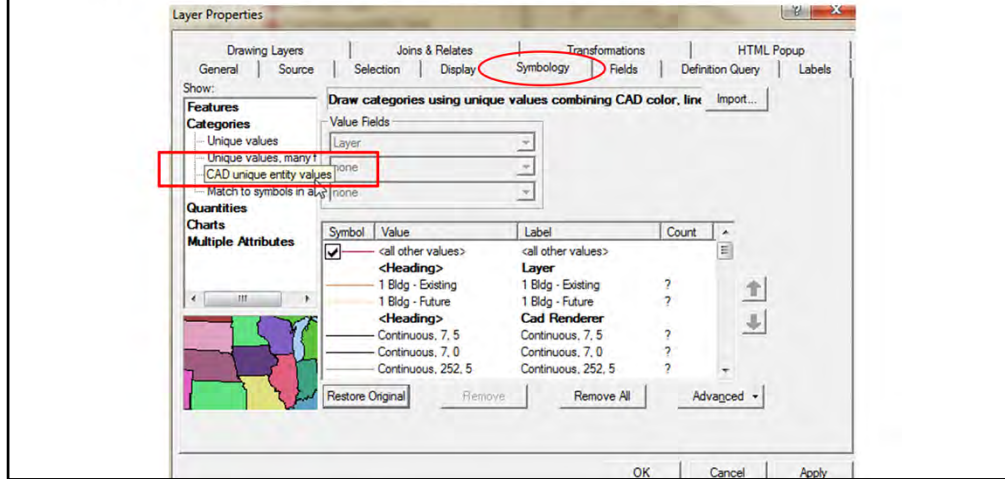 Layer Properties
Drawing Layers Joins & Relates Transformations HTML Popup
General Source Selection Display Symbology Fields Definition Query Labels
Show:
Features
Categories
Unique values
Unique values, many f
CAD unique entity values
Match to symbols in a
Quantities
Charts
Multiple Attributes
Draw categories using unique values combining CAD color, line
Import...
Value Fields
Layer
none
none
Symbol Value Label Count
<all other values> <all other values>
<Heading> Layer
1 Bldg - Existing 1 Bldg - Existing ?
1 Bldg - Future 1 Bldg - Future ?
<Heading> Cad Renderer
Continuous, 7, 5 Continuous, 7, 5 ?
Continuous, 7, 0 Continuous, 7, 0 ?
Continuous, 252, 5 Continuous, 252, 5 ?
Restore Original Remove Remove All Advanced
OK Cancel Apply